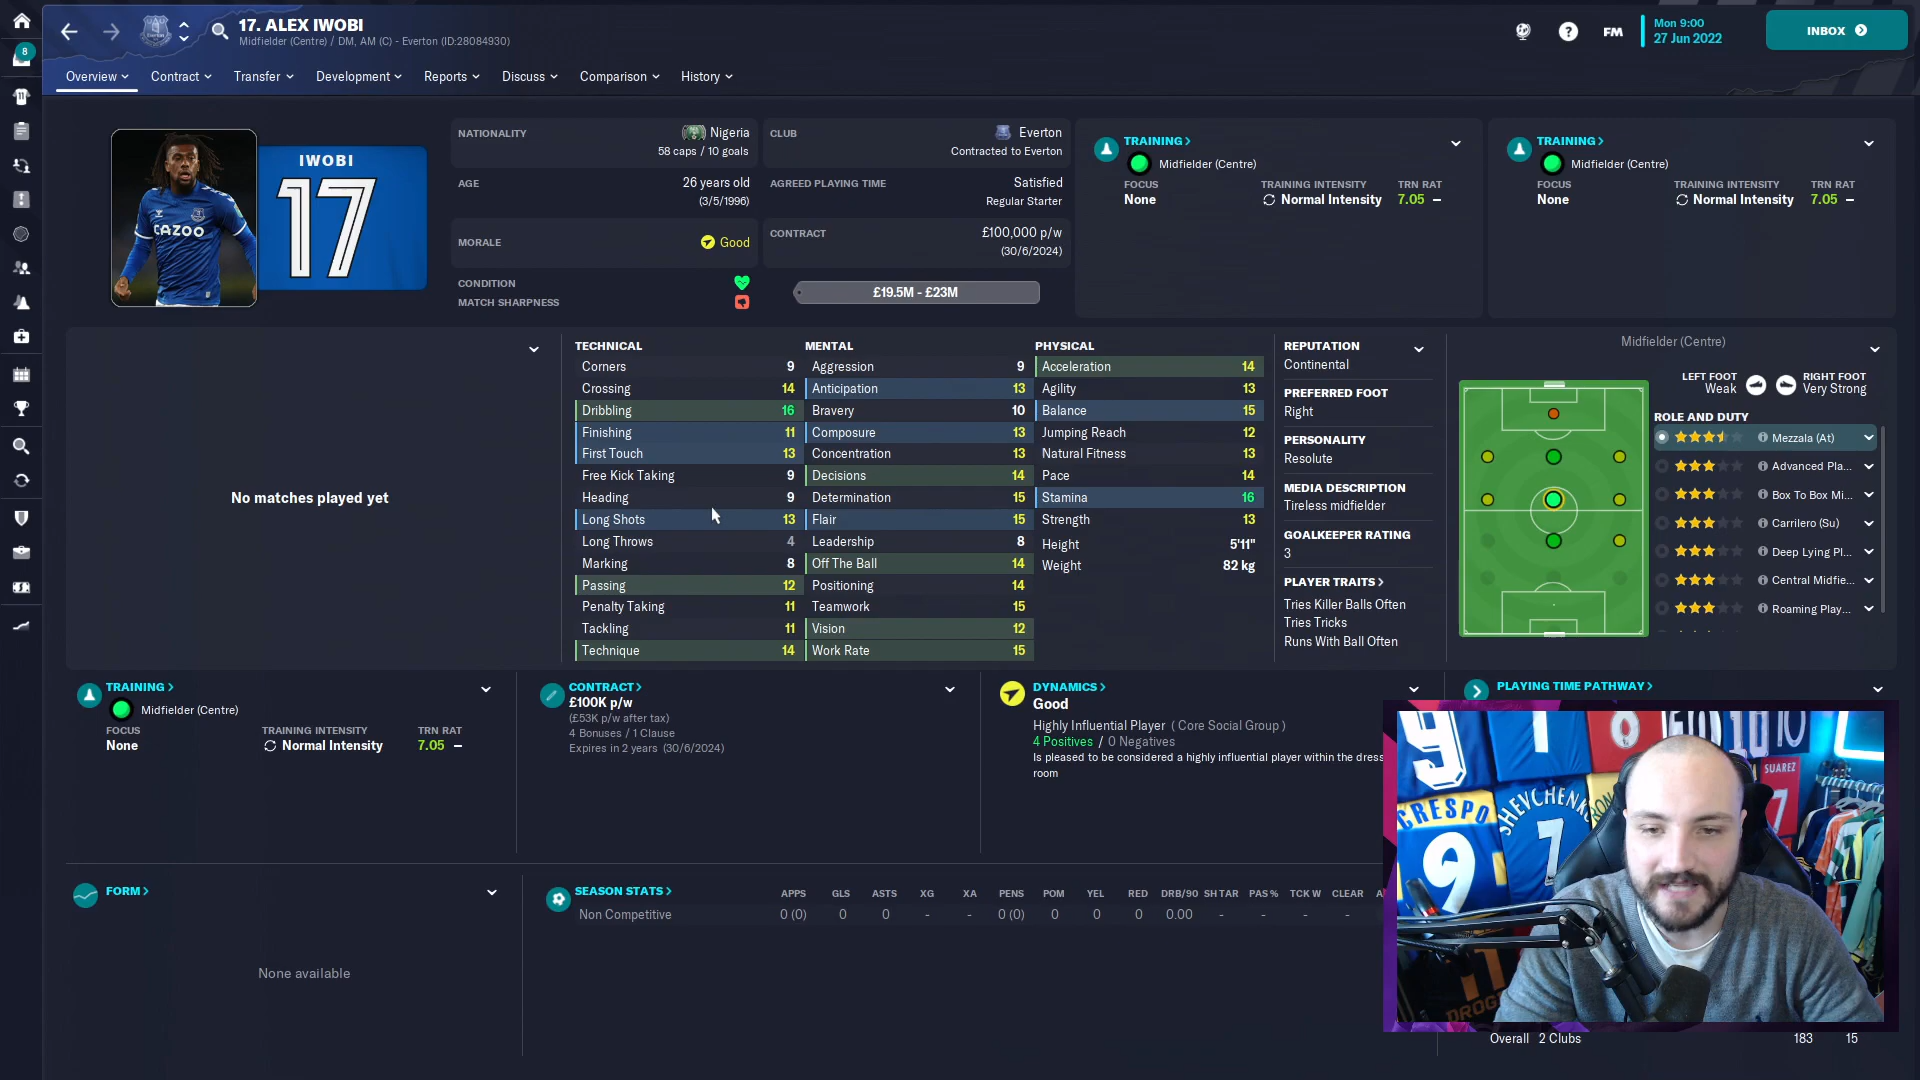 17. ALEX IWOBI
Midfielder (Centre) / DM, AM (C) - Everton (ID:28084930)
8
FM
Mon 9:00
27 Jun 2022
INBOX
Overview
Contract
Transfer
Development
Reports
Discuss
Comparison
History
IWOBI
17
CAZOO
NATIONALITY
Nigeria
58 caps / 10 goals
AGE
26 years old
(3/5/1996)
MORALE
Good
CONDITION
MATCH SHARPNESS
CLUB
Everton
Contracted to Everton
AGREED PLAYING TIME
Satisfied
Regular Starter
CONTRACT
£100,000 p/w
(30/6/2024)
£19.5M - £23M
TRAINING
Midfielder (Centre)
FOCUS TRAINING INTENSITY TRN RAT
None Normal Intensity 7.05 –
TRAINING
Midfielder (Centre)
FOCUS TRAINING INTENSITY TRN RAT
None Normal Intensity 7.05 –
No matches played yet
TECHNICAL
Corners 9
Crossing 14
Dribbling 16
Finishing 11
First Touch 13
Free Kick Taking 9
Heading 9
Long Shots 13
Long Throws 4
Marking 8
Passing 12
Penalty Taking 11
Tackling 11
Technique 14
MENTAL
Aggression 9
Anticipation 13
Bravery 10
Composure 13
Concentration 13
Decisions 14
Determination 15
Flair 15
Leadership 8
Off The Ball 14
Positioning 14
Teamwork 15
Vision 12
Work Rate 15
PHYSICAL
Acceleration 14
Agility 13
Balance 15
Jumping Reach 12
Natural Fitness 13
Pace 14
Stamina 16
Strength 13
Height 5'11"
Weight 82 kg
REPUTATION
Continental
PREFERRED FOOT
Right
PERSONALITY
Resolute
MEDIA DESCRIPTION
Tireless midfielder
GOALKEEPER RATING
3
PLAYER TRAITS
Tries Killer Balls Often
Tries Tricks
Runs With Ball Often
Midfielder (Centre)
LEFT FOOT
Weak
RIGHT FOOT
Very Strong
ROLE AND DUTY
Mezzala (At)
Advanced Pla...
Box To Box Mi...
Carrilero (Su)
Deep Lying Pl...
Central Midfie...
Roaming Play...
TRAINING
Midfielder (Centre)
FOCUS TRAINING INTENSITY TRN RAT
None Normal Intensity 7.05 –
CONTRACT
£100K p/w
(£53K p/w after tax)
4 Bonuses / 1 Clause
Expires in 2 years (30/6/2024)
DYNAMICS
Good
Highly Influential Player ( Core Social Group )
4 Positives / 0 Negatives
Is pleased to be considered a highly influential player within the dress
room
PLAYING TIME PATHWAY
FORM
None available
SEASON STATS
APPS GLS ASTS XG XA PENS POM YEL RED DRB/90 SH TAR PAS % TCK W CLEAR
Non Competitive 0 (0) 0 0 - - 0 (0) 0 0 0 0.00 - - - -
CRESPO
9
SHEVCHENKO
7
8
10
SUAREZ
7
DROG
11
Overall 2 Clubs 183 15